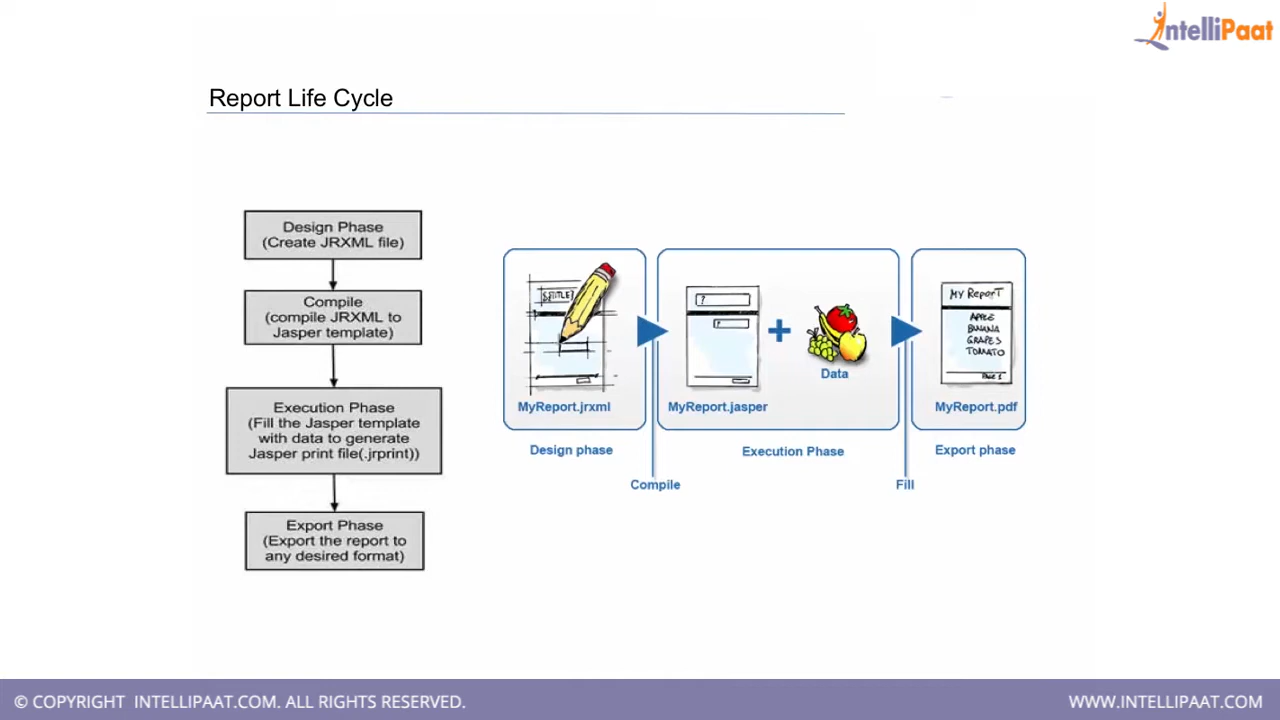 IntelliPaat
Report Life Cycle
Design Phase
(Create JRXML file)
Compile
(compile JRXML to
Jasper template)
Execution Phase
(Fill the Jasper template
with data to generate
Jasper print file(.jrprint))
Export Phase
(Export the report to
any desired format)
$TITLE?
MyReport.jrxml
Design phase
Compile
?
?
MyReport.jasper
+
Data
Execution Phase
Fill
MY RePorT
APPLE
BANANA
GRAPES
TOMATO
PAGE 1
MyReport.pdf
Export phase
© COPYRIGHT INTELLIPAAT.COM. ALL RIGHTS RESERVED.
WWW.INTELLIPAAT.COM